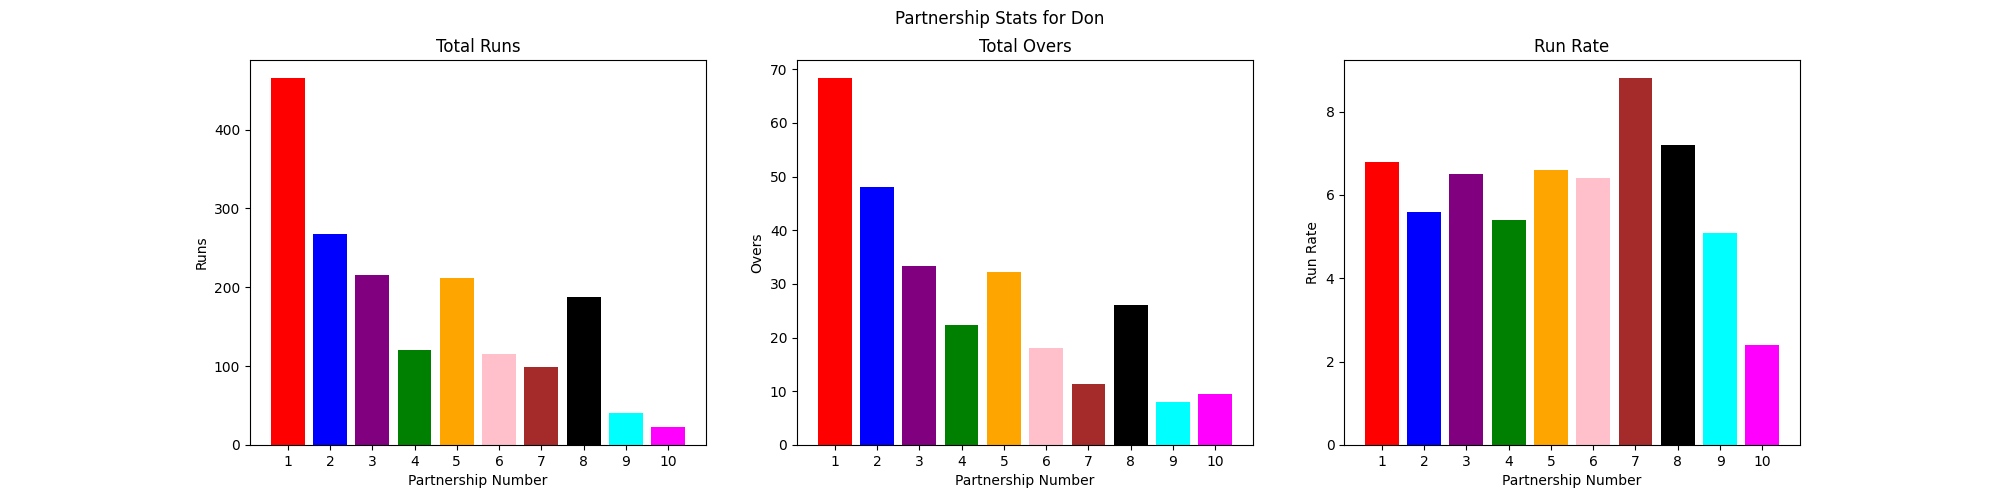 Partnership Stats for Don
Total Runs
Runs
400
300
200
100
0
1 2 3 4 5 6 7 8 9 10
Partnership Number
Total Overs
Overs
70
60
50
40
30
20
10
0
1 2 3 4 5 6 7 8 9 10
Partnership Number
Run Rate
Run Rate
8
6
4
2
0
1 2 3 4 5 6 7 8 9 10
Partnership Number